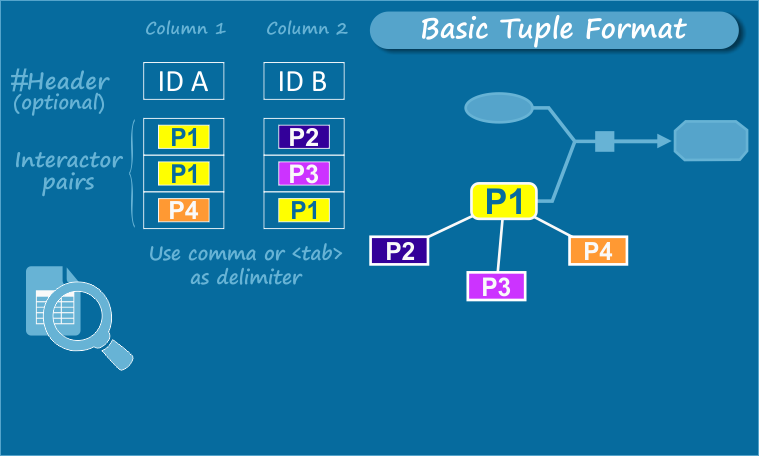 Basic Tuple Format
Column 1 Column 2
#Header
(optional)
ID A ID B
Interactor
pairs
P1 P2
P1 P3
P4 P1
Use comma or <tab>
as delimiter
P1
P2
P3
P4